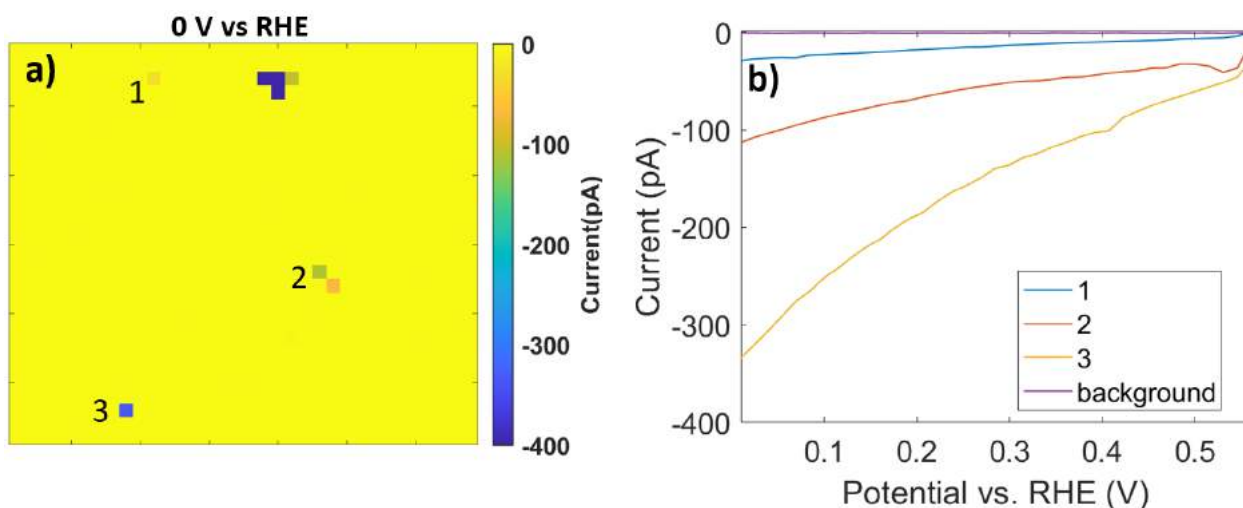 0 V vs RHE
a)
1
2
3
0
-100
-200
-300
-400
Current(pA)
b)
0
-100
-200
-300
-400
Current (pA)
0.1 0.2 0.3 0.4 0.5
Potential vs. RHE (V)
1
2
3
background